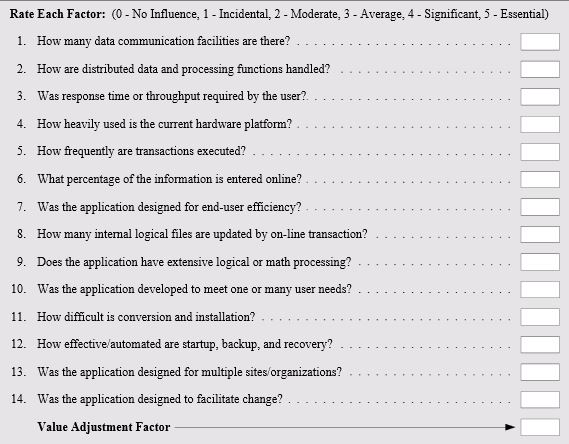 Rate Each Factor: (0 - No Influence, 1 - Incidental, 2 - Moderate, 3 - Average, 4 - Significant, 5 - Essential)
1. How many data communication facilities are there? . . . . . . . . . . . . . . . . . . . . . . . . . . . .
2. How are distributed data and processing functions handled? . . . . . . . . . . . . . . . . . . . . . .
3. Was response time or throughput required by the user?. . . . . . . . . . . . . . . . . . . . . . . . . . .
4. How heavily used is the current hardware platform? . . . . . . . . . . . . . . . . . . . . . . . . . . . .
5. How frequently are transactions executed? . . . . . . . . . . . . . . . . . . . . . . . . . . . . . . . . .
6. What percentage of the information is entered online? . . . . . . . . . . . . . . . . . . . . . . . . . . .
7. Was the application designed for end-user efficiency? . . . . . . . . . . . . . . . . . . . . . . . . . . .
8. How many internal logical files are updated by on-line transaction? . . . . . . . . . . . . . . . . . . .
9. Does the application have extensive logical or math processing? . . . . . . . . . . . . . . . . . . . .
10. Was the application developed to meet one or many user needs? . . . . . . . . . . . . . . . . . . . .
11. How difficult is conversion and installation? . . . . . . . . . . . . . . . . . . . . . . . . . . . . . . . .
12. How effective/automated are startup, backup, and recovery? . . . . . . . . . . . . . . . . . . . . . . .
13. Was the application designed for multiple sites/organizations? . . . . . . . . . . . . . . . . . . . . . .
14. Was the application designed to facilitate change? . . . . . . . . . . . . . . . . . . . . . . . . . . . . .
Value Adjustment Factor